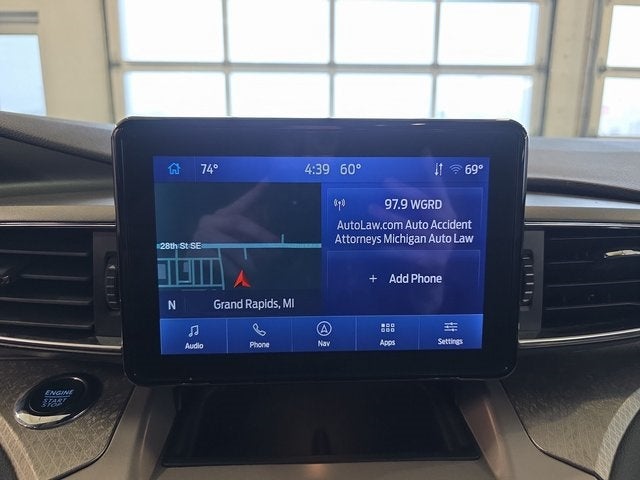 74° 4:39 60° 69°
28th St SE
N Grand Rapids, MI
97.9 WGRD
AutoLaw.com Auto Accident
Attorneys Michigan Auto Law
+ Add Phone
Audio Phone Nav Apps Settings
ENGINE
START
STOP